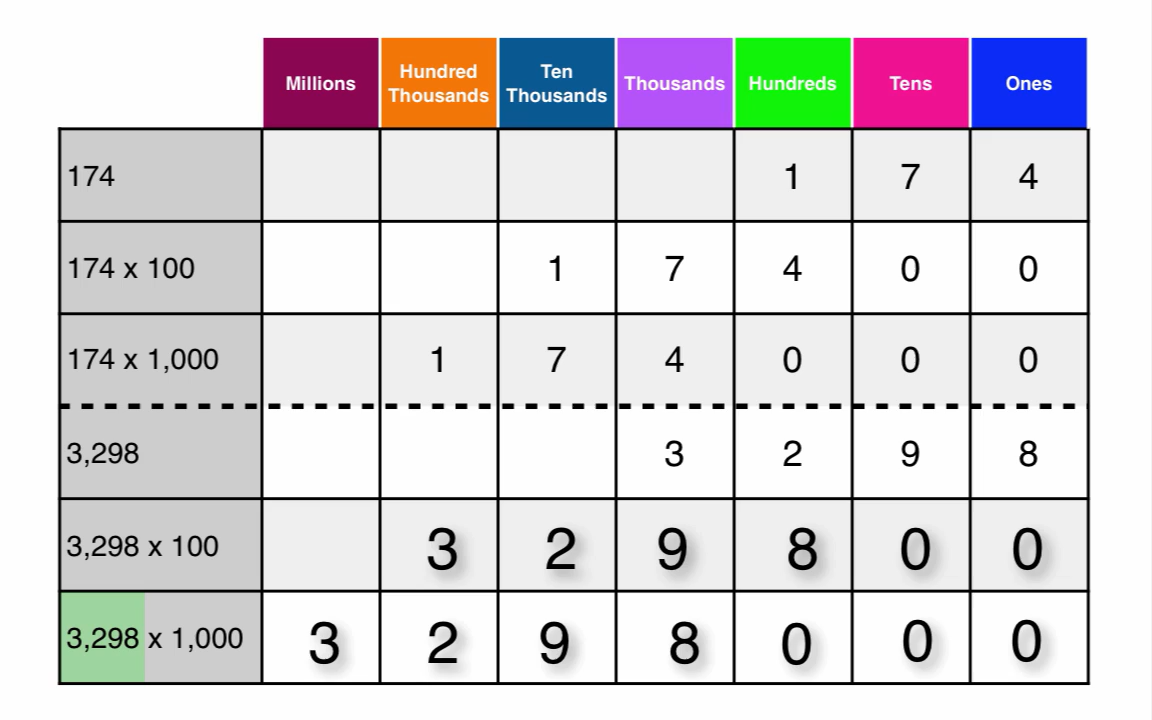 Millions Hundred Thousands Ten Thousands Thousands Hundreds Tens Ones
174 1 7 4
174 x 100 1 7 4 0 0
174 x 1,000 1 7 4 0 0 0
3,298 3 2 9 8
3,298 x 100 3 2 9 8 0 0
3,298 x 1,000 3 2 9 8 0 0 0